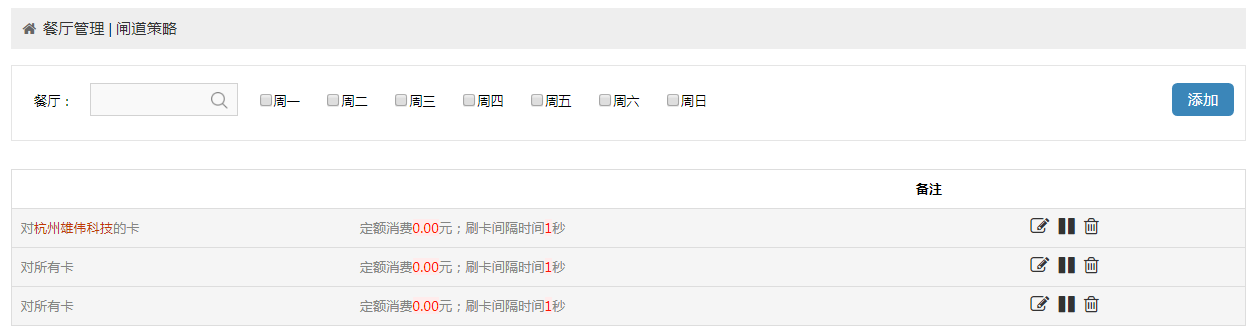 餐厅管理 | 闸道策略
餐厅： 周一 周二 周三 周四 周五 周六 周日 添加
备注
对杭州雄伟科技的卡 定额消费0.00元；刷卡间隔时间1秒
对所有卡 定额消费0.00元；刷卡间隔时间1秒
对所有卡 定额消费0.00元；刷卡间隔时间1秒